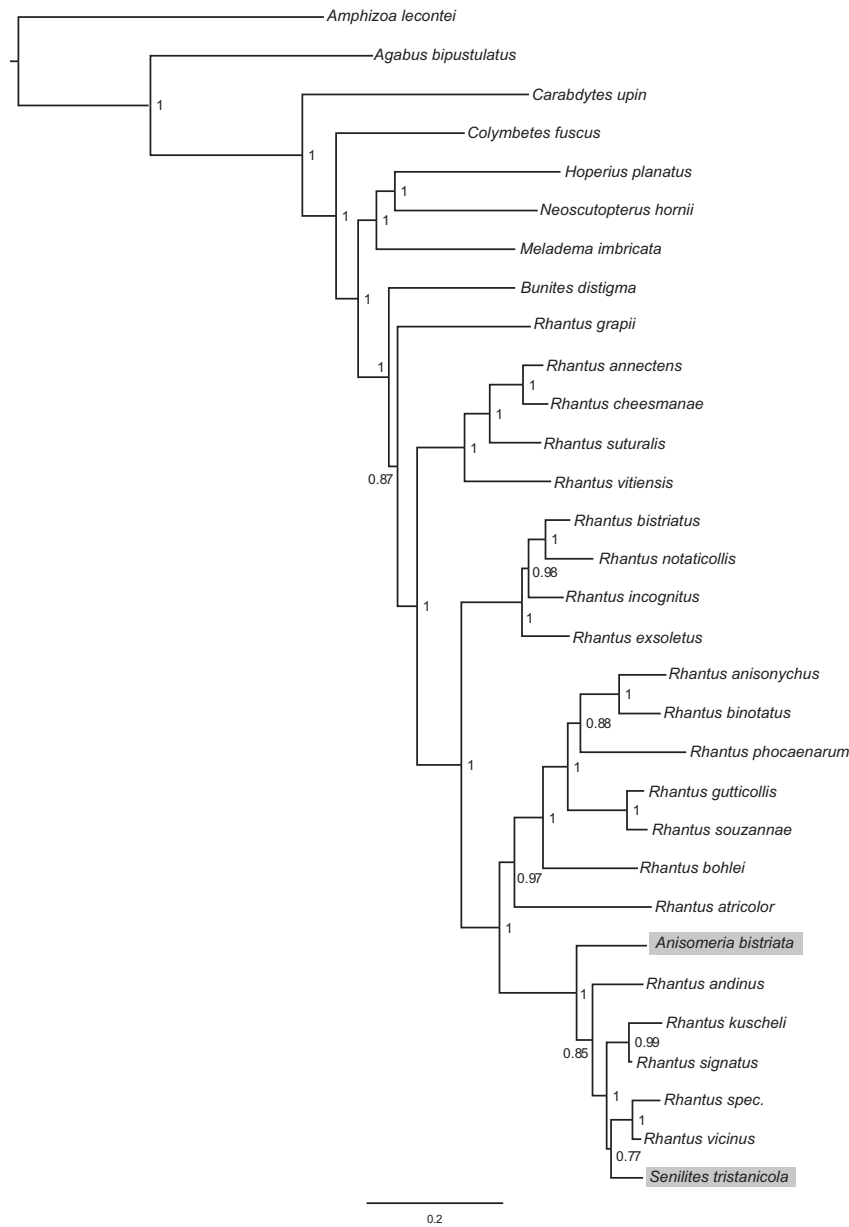 Amphizoa lecontei
Agabus bipustulatus
1
Carabdytes upin
Colymbetes fuscus
1
Hoperius planatus
1
Neoscutopterus hornii
1
1
Meladema imbricata
Bunites distigma
1
Rhantus grapii
Rhantus annectens
1
1
Rhantus cheesmanae
1
Rhantus suturalis
1
0.87
Rhantus vitiensis
Rhantus bistriatus
1
Rhantus notaticollis
0.98
Rhantus incognitus
1
1
Rhantus exsoletus
Rhantus anisonychus
1
Rhantus binotatus
0.88
Rhantus phocaenarum
1
1
Rhantus gutticollis
1
1
Rhantus souzannae
Rhantus bohlei
0.97
Rhantus atricolor
1
Anisomeria bistriata
Rhantus andinus
1
Rhantus kuscheli
0.99
0.85
Rhantus signatus
1
Rhantus spec.
1
Rhantus vicinus
0.77
Senilites tristanicola
0.2